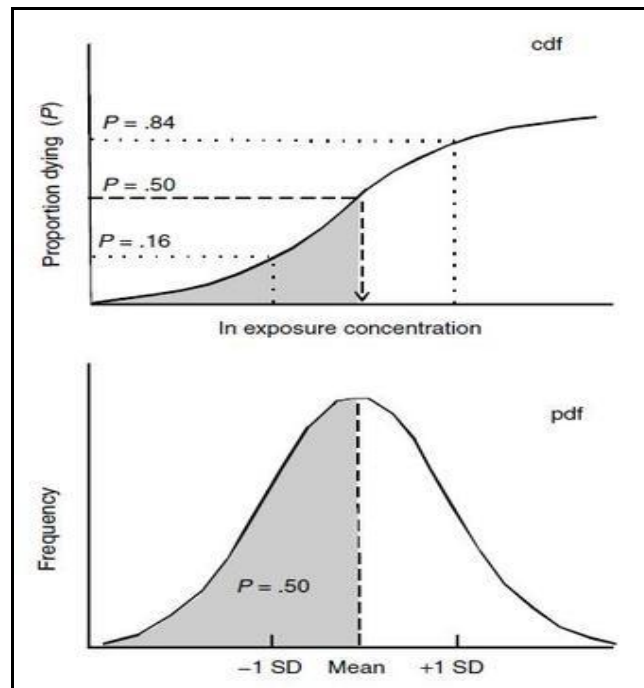 cdf
Proportion dying (P)
P = .84
P = .50
P = .16
In exposure concentration
pdf
Frequency
P = .50
−1 SD Mean +1 SD